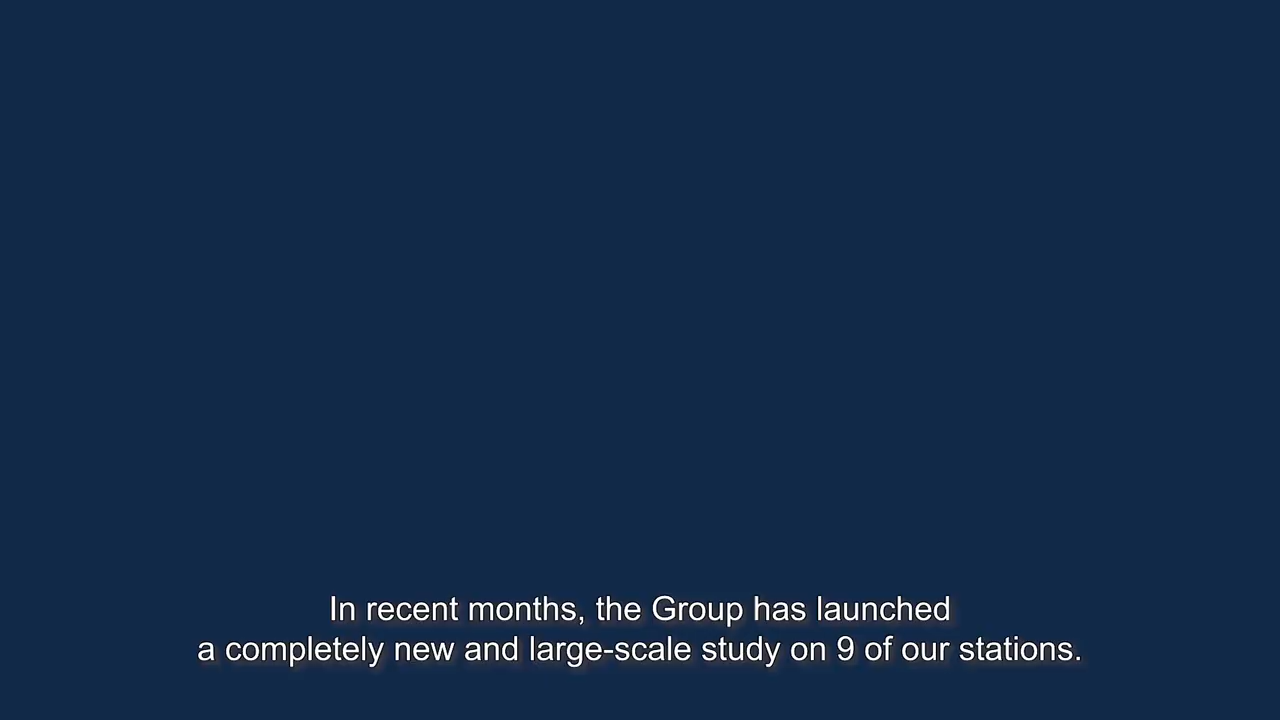 In recent months, the Group has launched
a completely new and large-scale study on 9 of our stations.